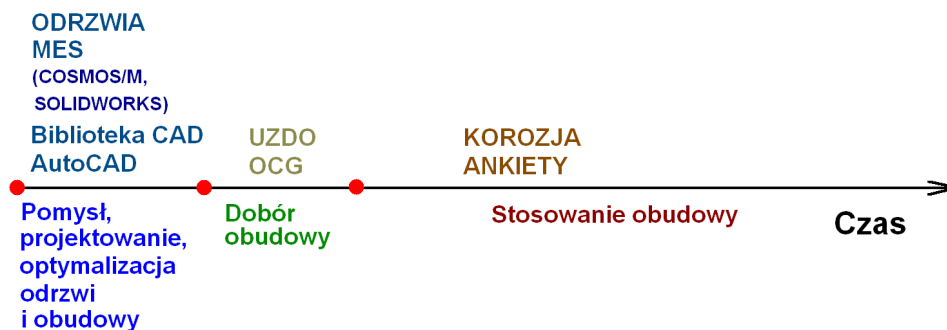 ODRZWIA
MES
(COSMOS/M,
SOLIDWORKS)
Biblioteka CAD
AutoCAD
UZDO
OCG
KOROZJA
ANKIETY
Pomysł,
projektowanie,
optymalizacja
odrzwi
i obudowy
Dobór
obudowy
Stosowanie obudowy
Czas